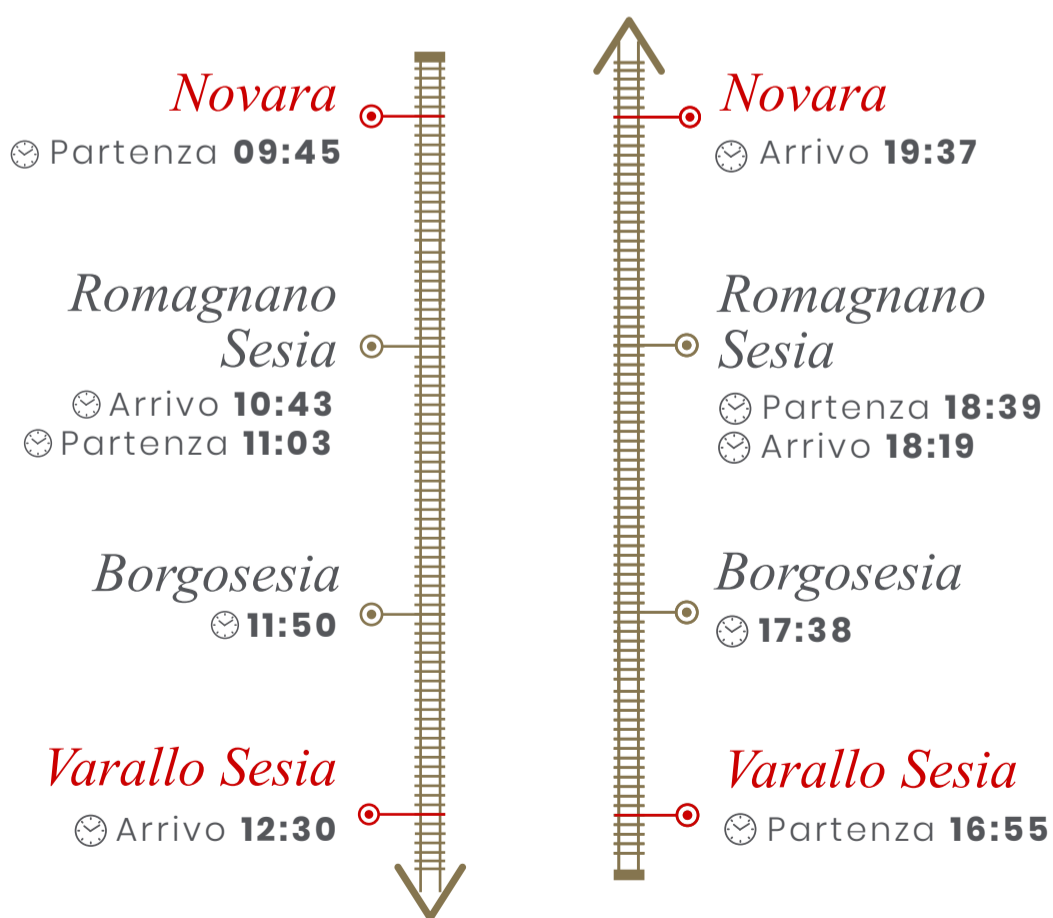 Novara
Partenza 09:45
Romagnano
Sesia
Arrivo 10:43
Partenza 11:03
Borgosesia
11:50
Varallo Sesia
Arrivo 12:30
Novara
Arrivo 19:37
Romagnano
Sesia
Partenza 18:39
Arrivo 18:19
Borgosesia
17:38
Varallo Sesia
Partenza 16:55